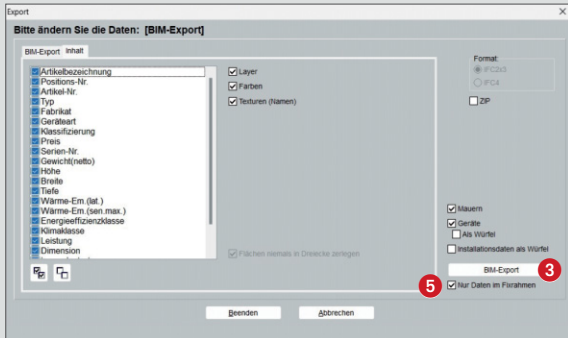 Export
Bitte ändern Sie die Daten: [BIM-Export]
BIM-Export Inhalt
Artikelbezeichnung
Positions-Nr.
Artikel-Nr.
Typ
Fabrikat
Geräteart
Klassifizierung
Preis
Serien-Nr.
Gewicht(netto)
Höhe
Breite
Tiefe
Wärme-Em.(lat.)
Wärme-Em.(sen.max.)
Energieeffizienzklasse
Klimaklasse
Leistung
Dimension
Layer
Farben
Texturen (Namen)
Flächen niemals in Dreiecke zerlegen
Format:
IFC2x3
IFC4
ZIP
Mauern
Geräte
Als Würfel
Installationsdaten als Würfel
BIM-Export
3
5
Nur Daten im Fixrahmen
Beenden
Abbrechen